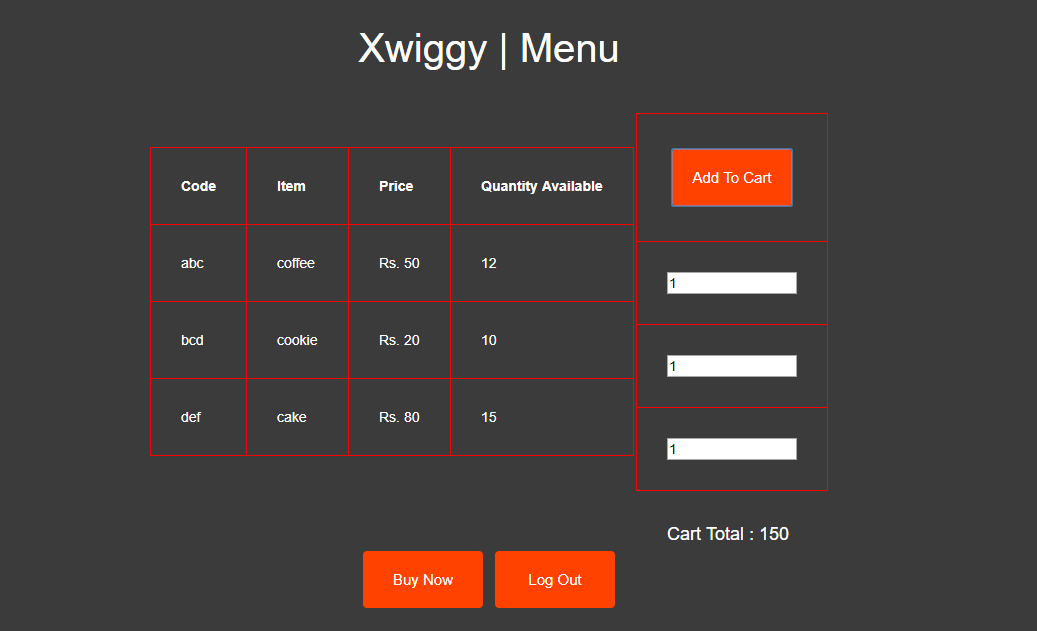 Xwiggy | Menu
Add To Cart
Code Item Price Quantity Available
abc coffee Rs. 50 12
1
bcd cookie Rs. 20 10
1
def cake Rs. 80 15
1
Cart Total : 150
Buy Now Log Out